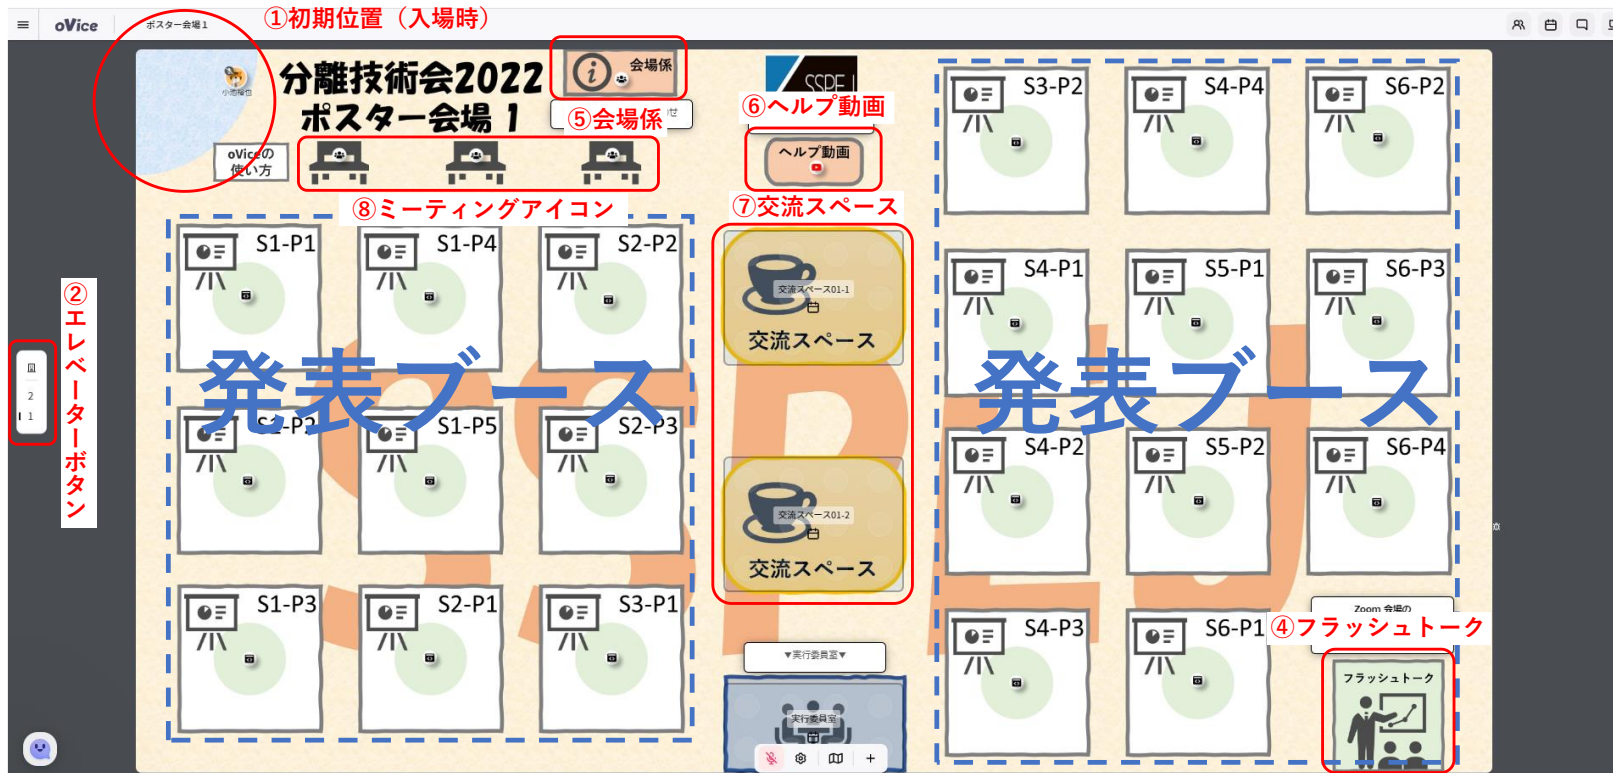 oVice
ポスター会場1
①初期位置（入場時）
小池裕也
分離技術会2022
ポスター会場 1
oViceの
使い方
会場係
⑤会場係
せ
SSPEJ
⑥ヘルプ動画
ヘルプ動画
⑧ミーティングアイコン
⑦交流スペース
②エレベーターボタン
2
1
S1-P1
S1-P4
S2-P2
発表ブース
S1-P2
S1-P5
S2-P3
S1-P3
S2-P1
S3-P1
交流スペース01-1
交流スペース
交流スペース01-2
交流スペース
▼実行委員室▼
実行委員室
S3-P2
S4-P4
S6-P2
S4-P1
S5-P1
S6-P3
発表ブース
S4-P2
S5-P2
S6-P4
S4-P3
S6-P1
Zoom 会場の
④フラッシュトーク
フラッシュトーク